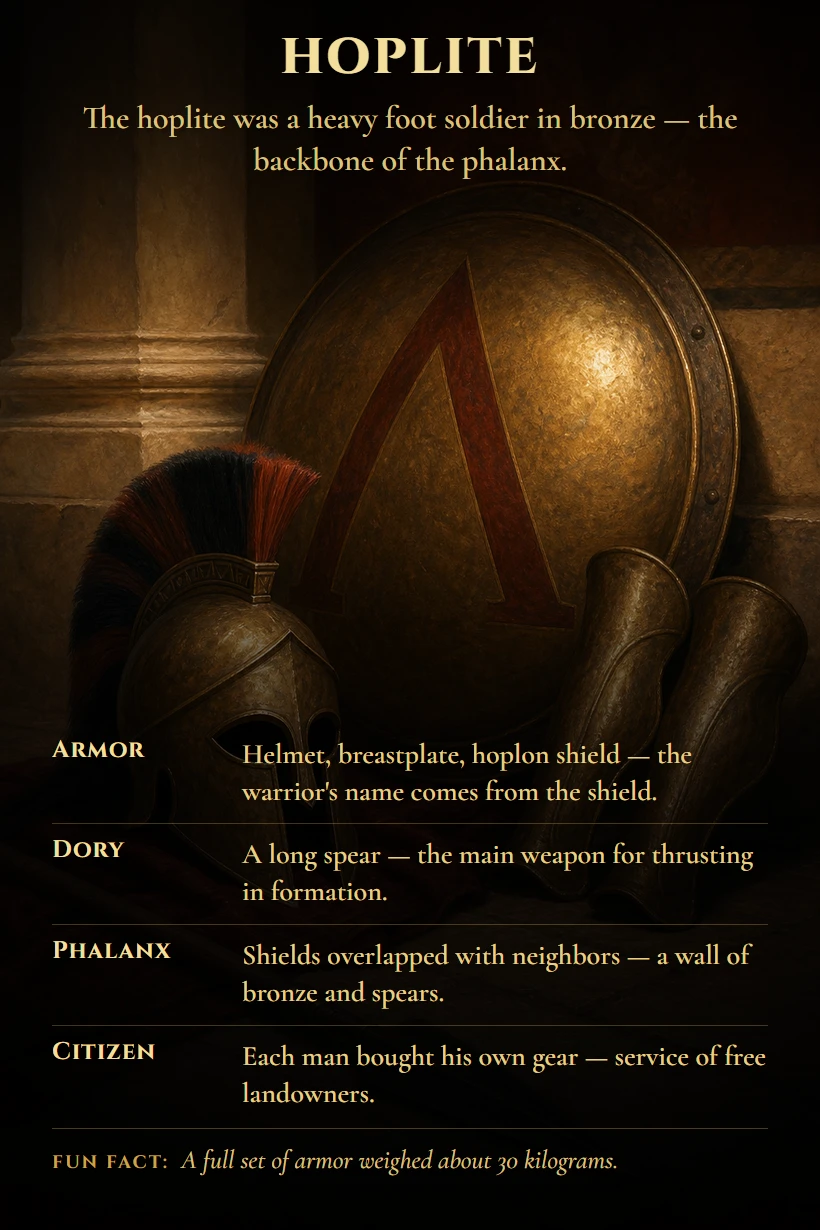 HOPLITE
The hoplite was a heavy foot soldier in bronze — the
backbone of the phalanx.
Λ
Armor
Helmet, breastplate, hoplon shield — the
warrior's name comes from the shield.
Dory
A long spear — the main weapon for thrusting
in formation.
Phalanx
Shields overlapped with neighbors — a wall of
bronze and spears.
Citizen
Each man bought his own gear — service of free
landowners.
FUN FACT: A full set of armor weighed about 30 kilograms.